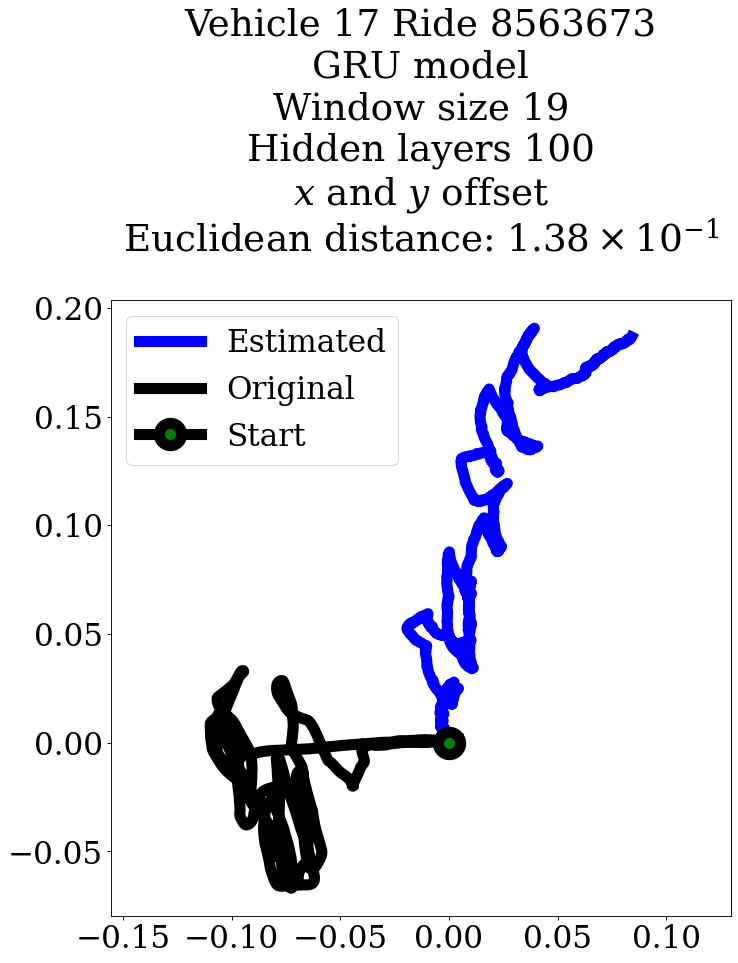 Vehicle 17 Ride 8563673
GRU model
Window size 19
Hidden layers 100
x and y offset
Euclidean distance: 1.38 × 10⁻¹
Estimated
Original
Start
0.20
0.15
0.10
0.05
0.00
−0.05
−0.15 −0.10 −0.05 0.00 0.05 0.10